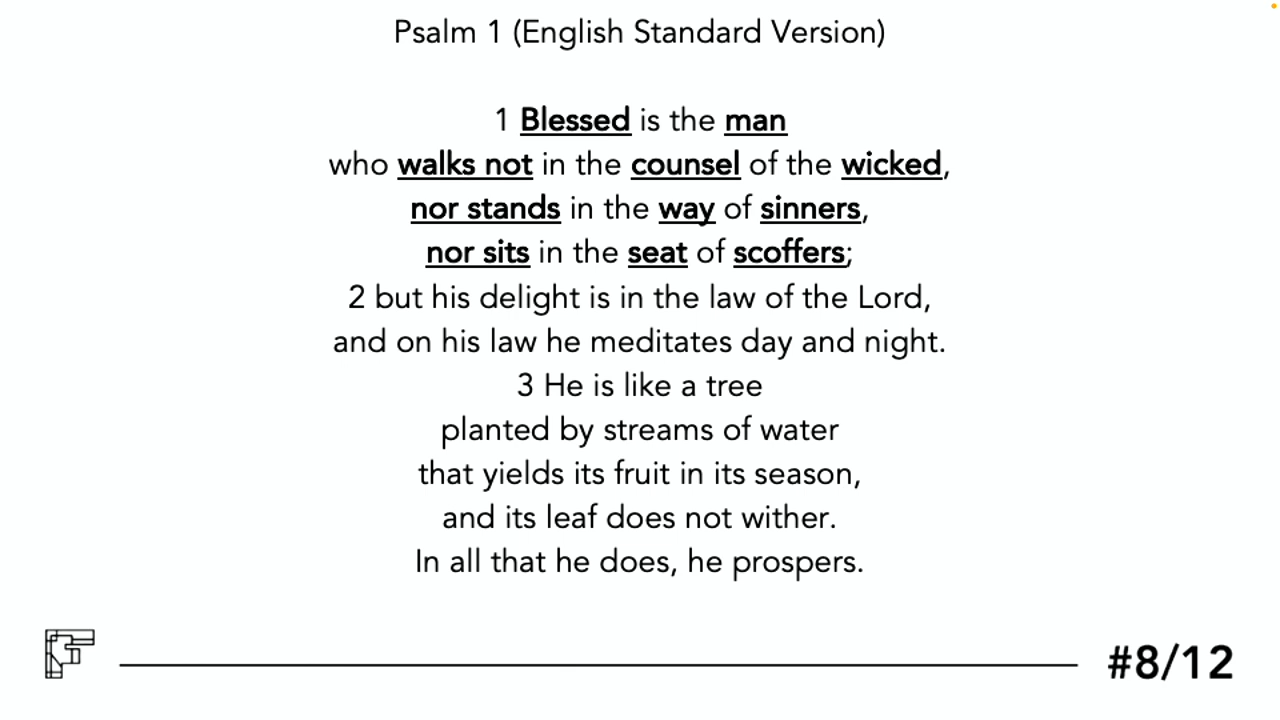 Psalm 1 (English Standard Version)
1 Blessed is the man
who walks not in the counsel of the wicked,
nor stands in the way of sinners,
nor sits in the seat of scoffers;
2 but his delight is in the law of the Lord,
and on his law he meditates day and night.
3 He is like a tree
planted by streams of water
that yields its fruit in its season,
and its leaf does not wither.
In all that he does, he prospers.
#8/12